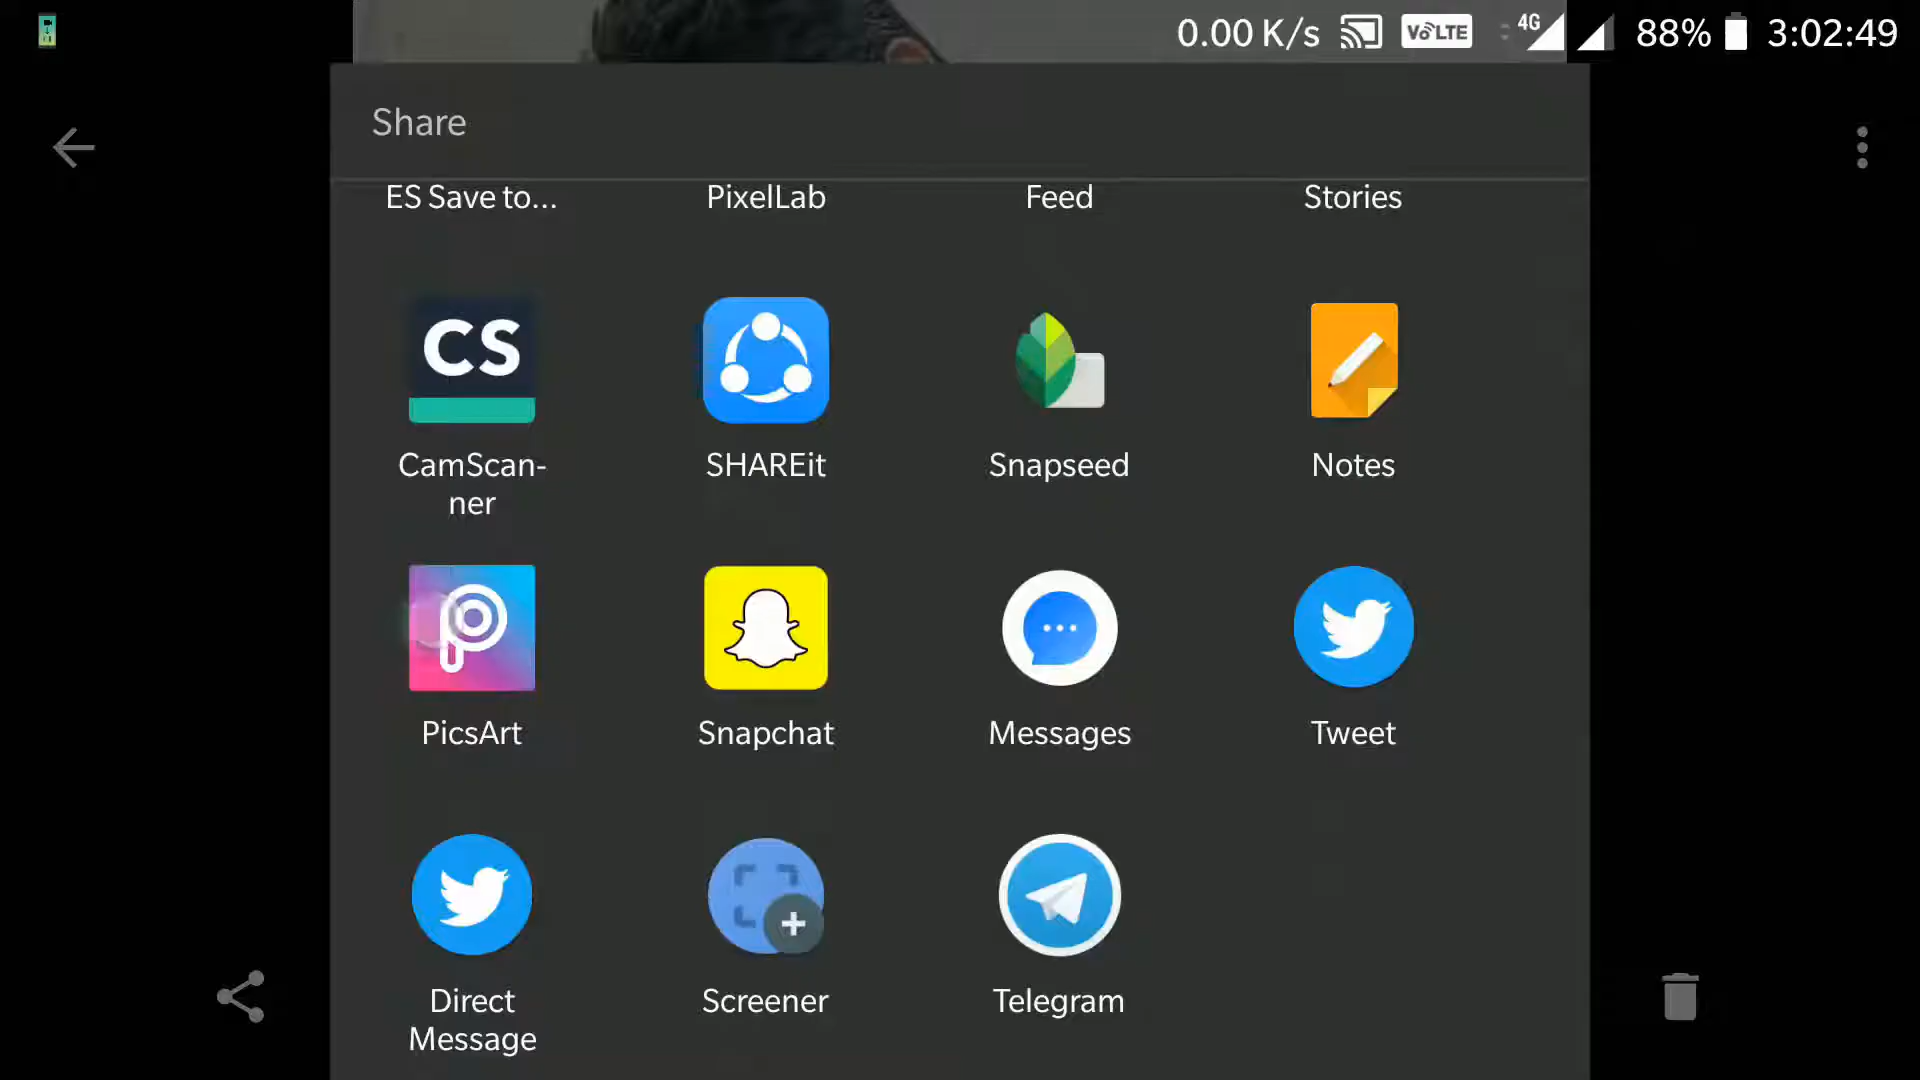 0.00 K/s VoLTE 4G 88% 3:02:49
Share
ES Save to... PixelLab Feed Stories
CS
CamScan-
ner
SHAREit Snapseed Notes
PicsArt Snapchat Messages Tweet
Direct
Message
Screener Telegram